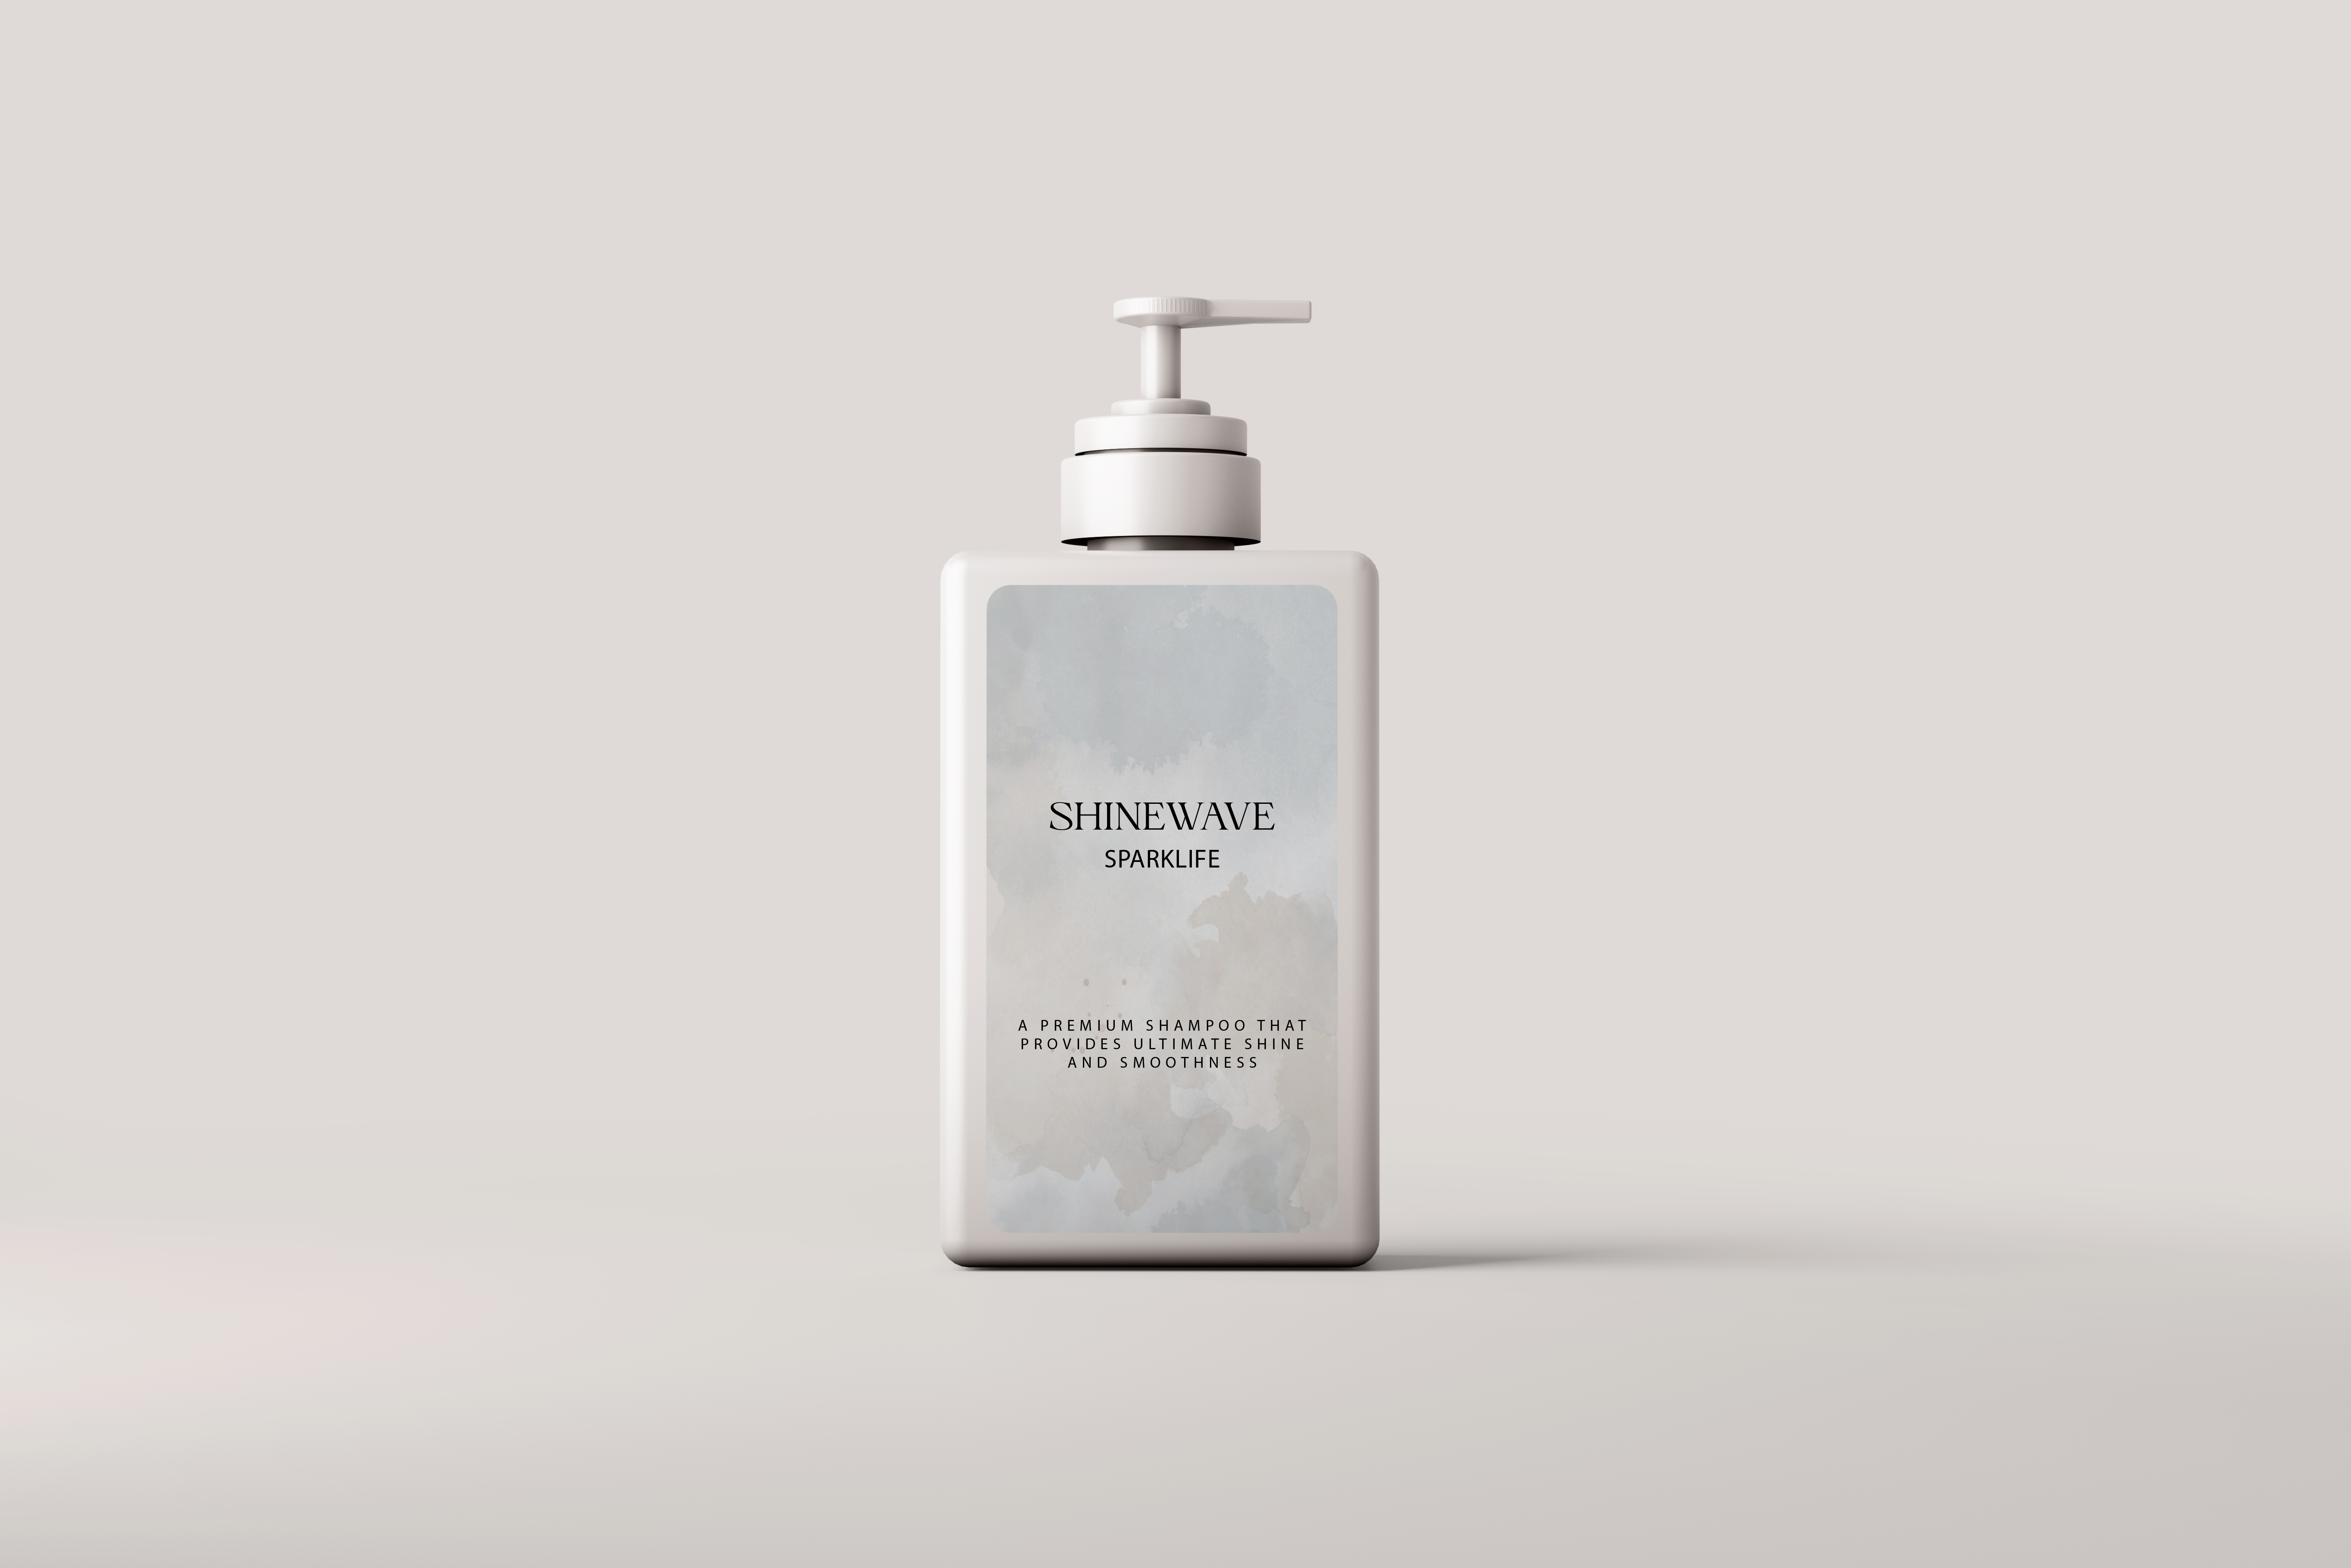 SHINEWAVE
SPARKLIFE
A PREMIUM SHAMPOO THAT
PROVIDES ULTIMATE SHINE
AND SMOOTHNESS